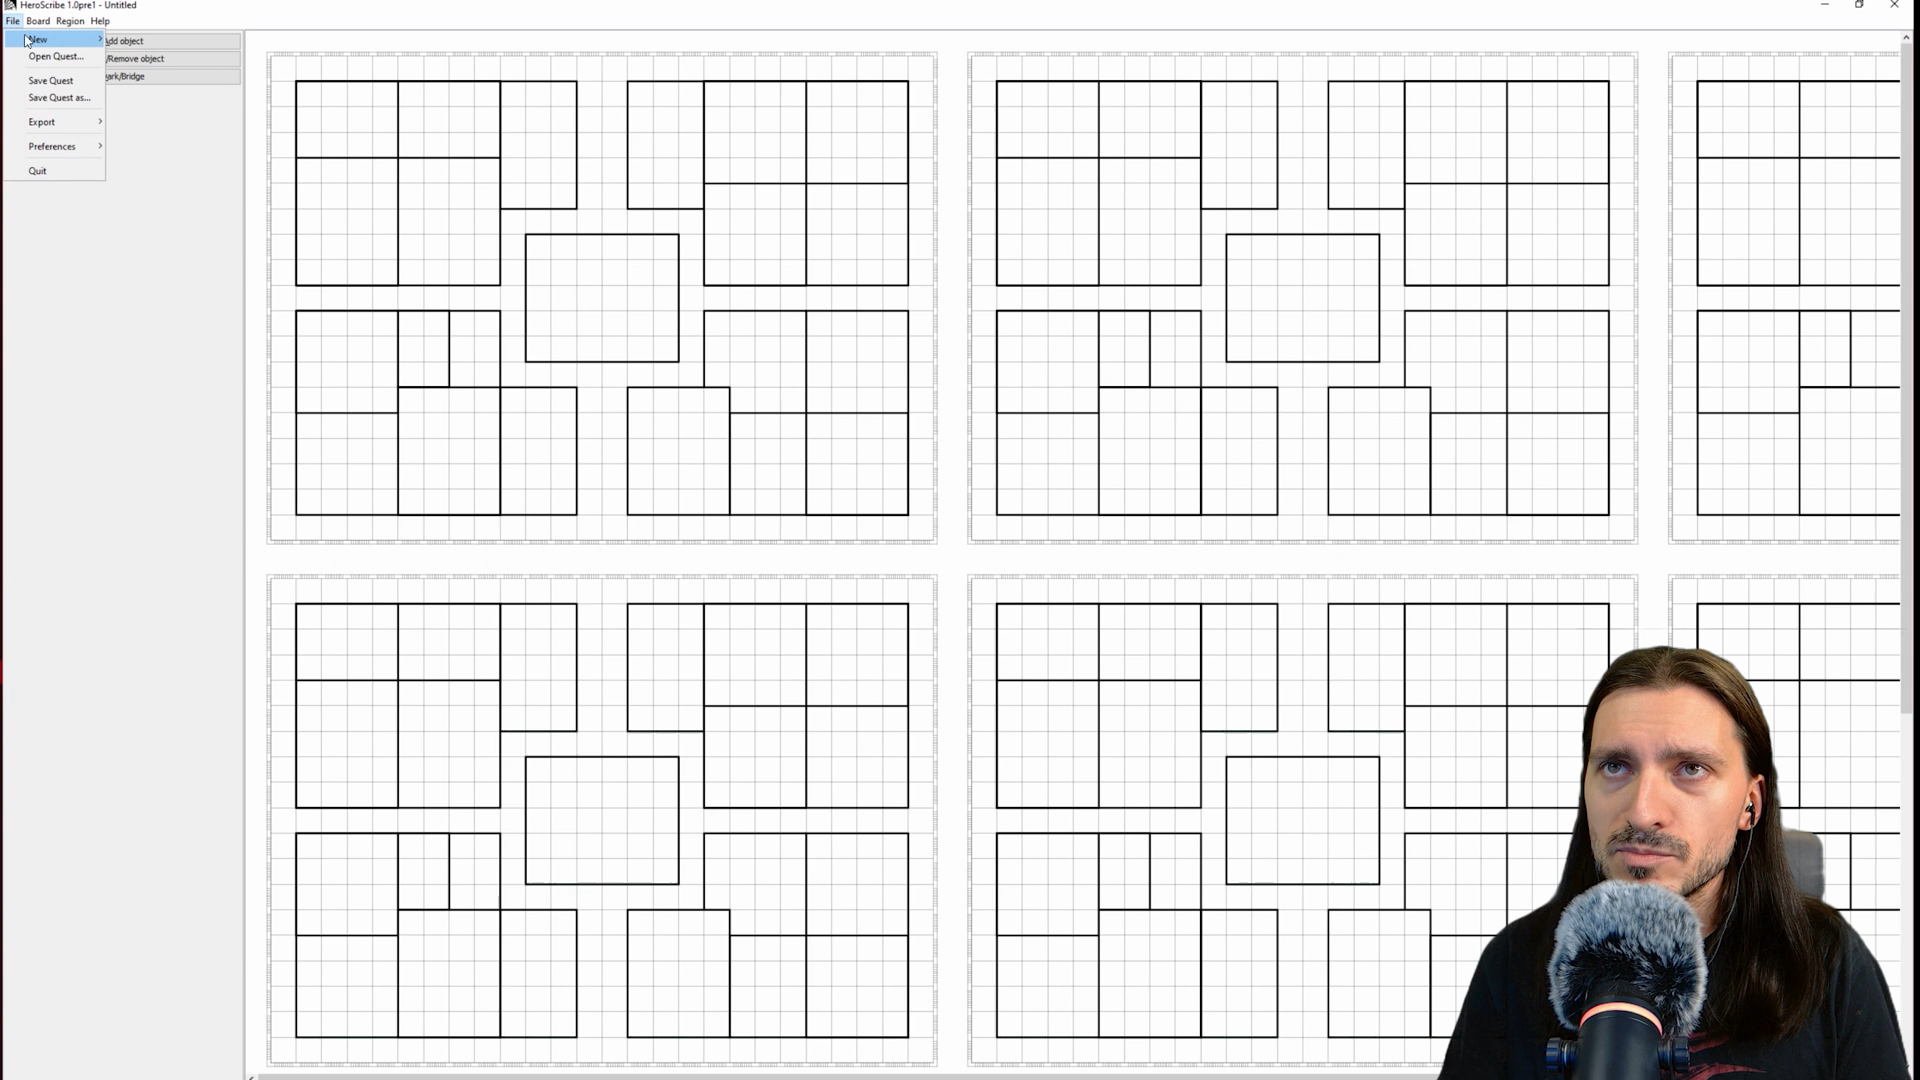 HeroScribe 1.0pre1 - Untitled
File Board Region Help
New
Open Quest...
Save Quest
Save Quest as...
Export
Preferences
Quit
Add object
/Remove object
ark/Bridge